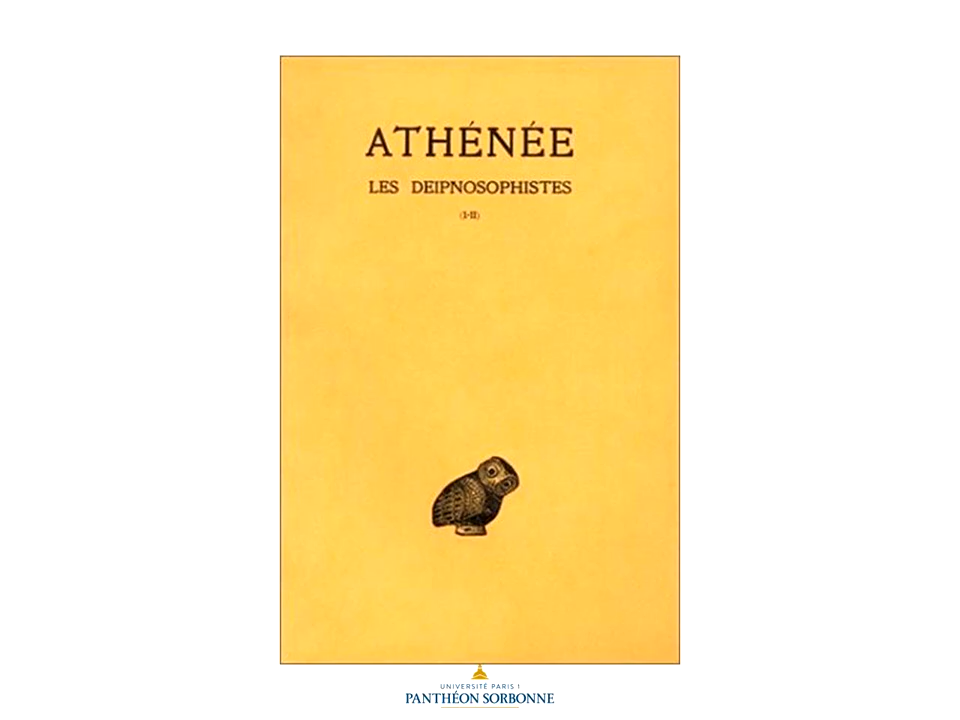 ATHÉNÉE
LES DEIPNOSOPHISTES
(I-II)
UNIVERSITÉ PARIS 1
PANTHÉON SORBONNE